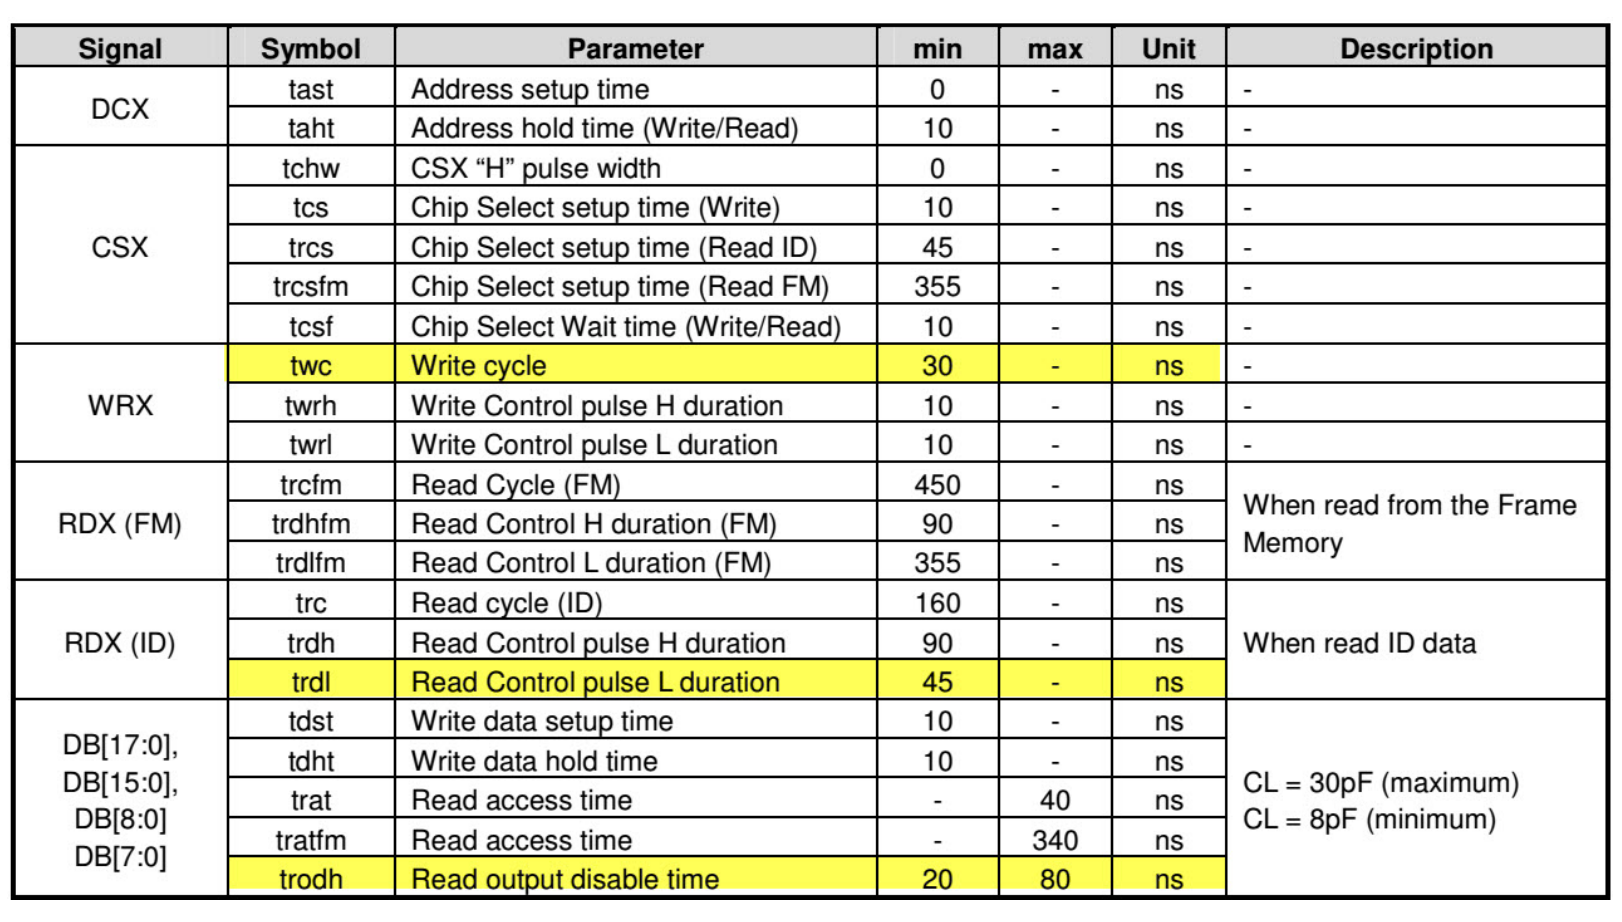 Signal Symbol Parameter min max Unit Description
DCX tast Address setup time 0 - ns -
taht Address hold time (Write/Read) 10 - ns -
CSX tchw CSX “H” pulse width 0 - ns -
tcs Chip Select setup time (Write) 10 - ns -
trcs Chip Select setup time (Read ID) 45 - ns -
trcsfm Chip Select setup time (Read FM) 355 - ns -
tcsf Chip Select Wait time (Write/Read) 10 - ns -
WRX twc Write cycle 30 - ns -
twrh Write Control pulse H duration 10 - ns -
twrl Write Control pulse L duration 10 - ns -
RDX (FM) trcfm Read Cycle (FM) 450 - ns When read from the Frame
Memory
trdhfm Read Control H duration (FM) 90 - ns
trdlfm Read Control L duration (FM) 355 - ns
RDX (ID) trc Read cycle (ID) 160 - ns When read ID data
trdh Read Control pulse H duration 90 - ns
trdl Read Control pulse L duration 45 - ns
DB[17:0],
DB[15:0],
DB[8:0]
DB[7:0]
tdst Write data setup time 10 - ns
tdht Write data hold time 10 - ns
trat Read access time - 40 ns
tratfm Read access time - 340 ns
trodh Read output disable time 20 80 ns
CL = 30pF (maximum)
CL = 8pF (minimum)